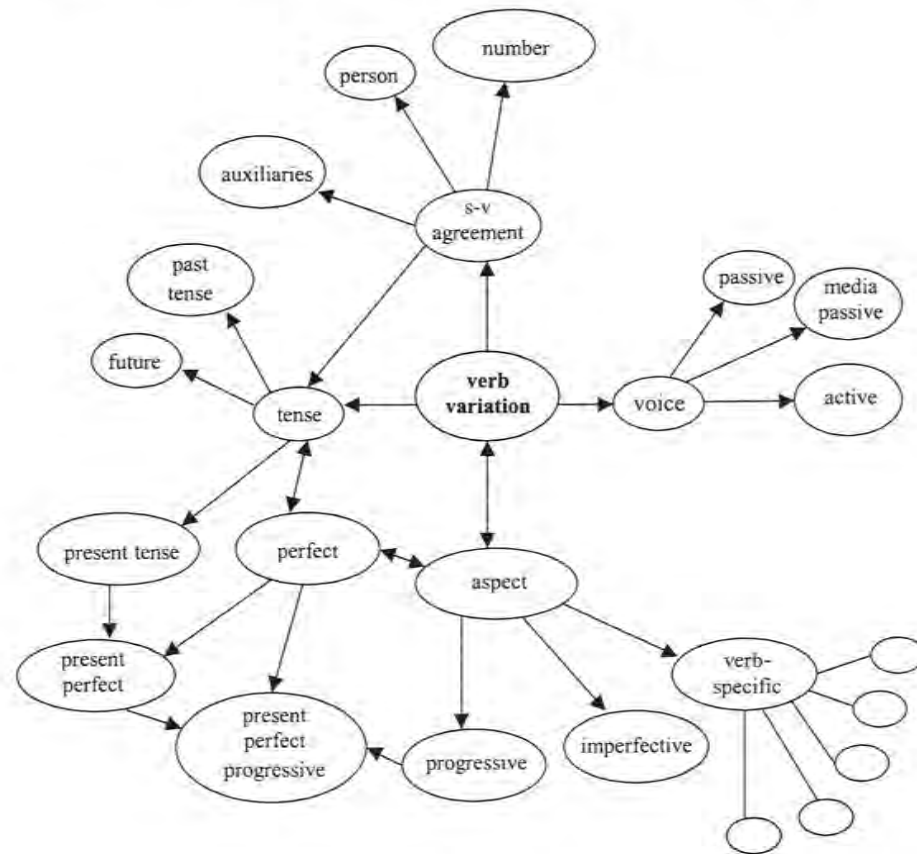 number
person
auxiliaries
s-v
agreement
past
tense
passive
media
passive
future
verb
variation
tense
voice
active
present tense
perfect
aspect
present
perfect
verb-
specific
present
perfect
progressive
progressive
imperfective